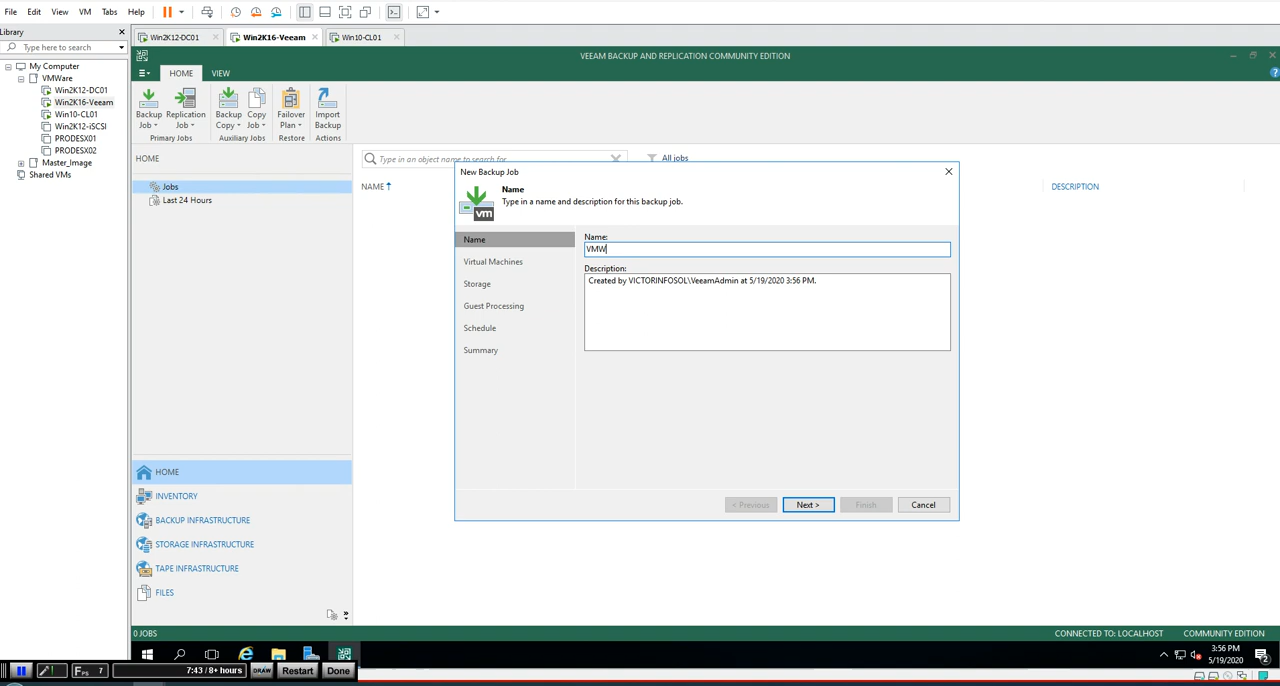 File Edit View VM Tabs Help
Library
Type here to search
My Computer
VMWare
Win2K12-DC01
Win2K16-Veeam
Win10-CL01
Win2K12-iSCSI
PRODESX01
PRODESX02
Master_Image
Shared VMs
Win2K12-DC01 Win2K16-Veeam Win10-CL01
VEEAM BACKUP AND REPLICATION COMMUNITY EDITION
HOME VIEW
Backup Job Replication Job Backup Copy Copy Job Failover Plan Import Backup
Primary Jobs Auxiliary Jobs Restore Actions
HOME
Type in an object name to search for
All jobs
Jobs
Last 24 Hours
NAME
DESCRIPTION
New Backup Job
Name
Type in a name and description for this backup job.
vm
Name
Virtual Machines
Storage
Guest Processing
Schedule
Summary
Name:
VMW
Description:
Created by VICTORINFOSOL\VeeamAdmin at 5/19/2020 3:56 PM.
< Previous Next > Finish Cancel
HOME
INVENTORY
BACKUP INFRASTRUCTURE
STORAGE INFRASTRUCTURE
TAPE INFRASTRUCTURE
FILES
0 JOBS
CONNECTED TO: LOCALHOST COMMUNITY EDITION
3:56 PM
5/19/2020
2
FPS 7 7:43 / 8+ hours DRAW Restart Done